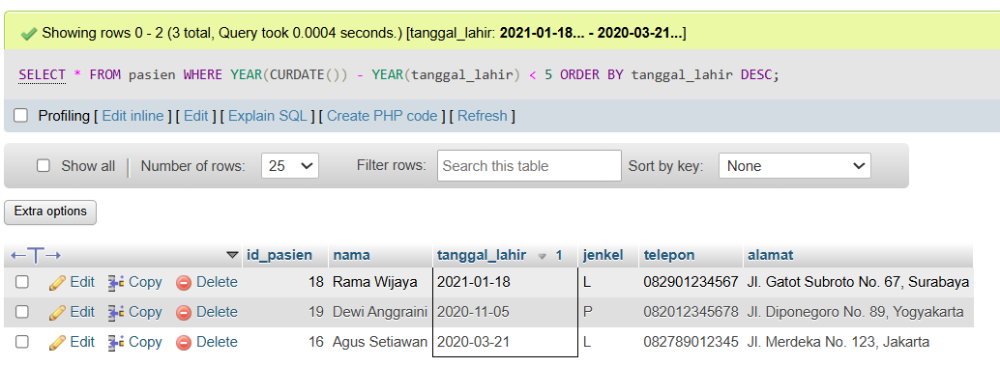 Showing rows 0 - 2 (3 total, Query took 0.0004 seconds.) [tanggal_lahir: 2021-01-18... - 2020-03-21...]
SELECT * FROM pasien WHERE YEAR(CURDATE()) - YEAR(tanggal_lahir) < 5 ORDER BY tanggal_lahir DESC;
Profiling [ Edit inline ] [ Edit ] [ Explain SQL ] [ Create PHP code ] [ Refresh ]
Show all | Number of rows: 25 Filter rows: Search this table Sort by key: None
Extra options
←T→ id_pasien nama tanggal_lahir 1 jenkel telepon alamat
Edit Copy Delete 18 Rama Wijaya 2021-01-18 L 082901234567 Jl. Gatot Subroto No. 67, Surabaya
Edit Copy Delete 19 Dewi Anggraini 2020-11-05 P 082012345678 Jl. Diponegoro No. 89, Yogyakarta
Edit Copy Delete 16 Agus Setiawan 2020-03-21 L 082789012345 Jl. Merdeka No. 123, Jakarta